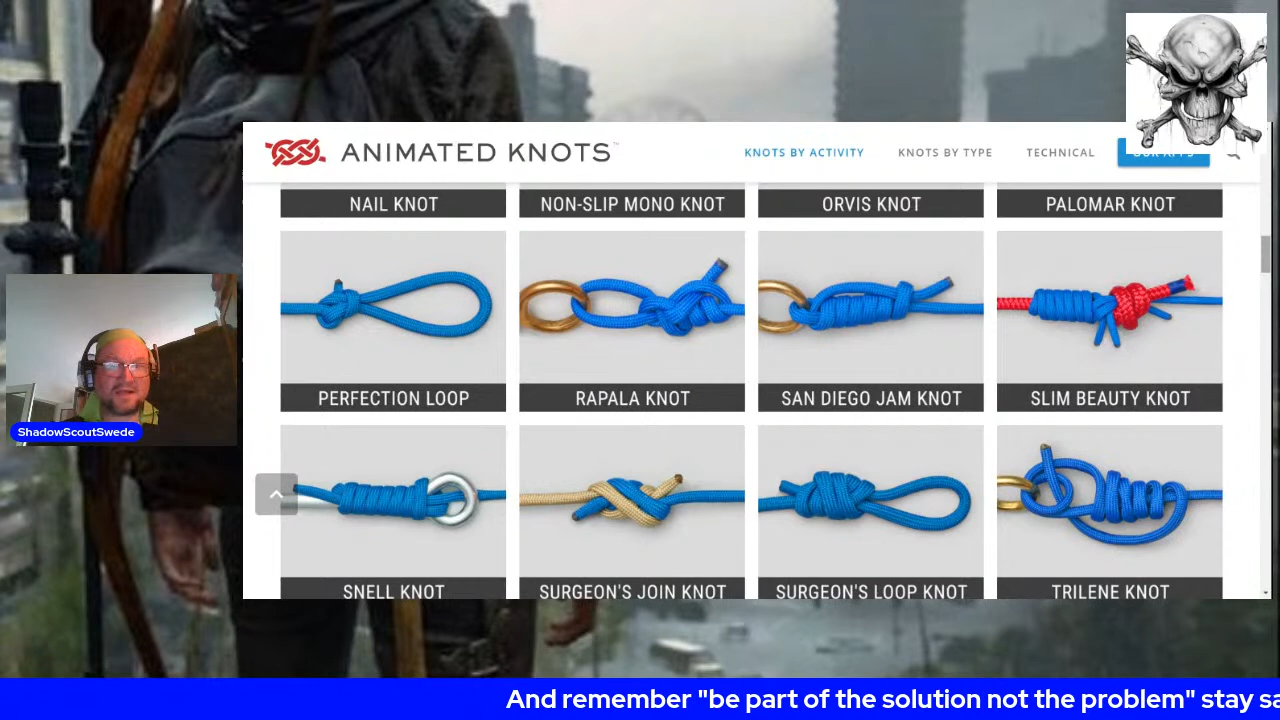 ANIMATED KNOTS™
KNOTS BY ACTIVITY KNOTS BY TYPE TECHNICAL
NAIL KNOT NON-SLIP MONO KNOT ORVIS KNOT PALOMAR KNOT
PERFECTION LOOP RAPALA KNOT SAN DIEGO JAM KNOT SLIM BEAUTY KNOT
ShadowScoutSwede
SNELL KNOT SURGEON'S JOIN KNOT SURGEON'S LOOP KNOT TRILENE KNOT
And remember "be part of the solution not the problem" stay sa